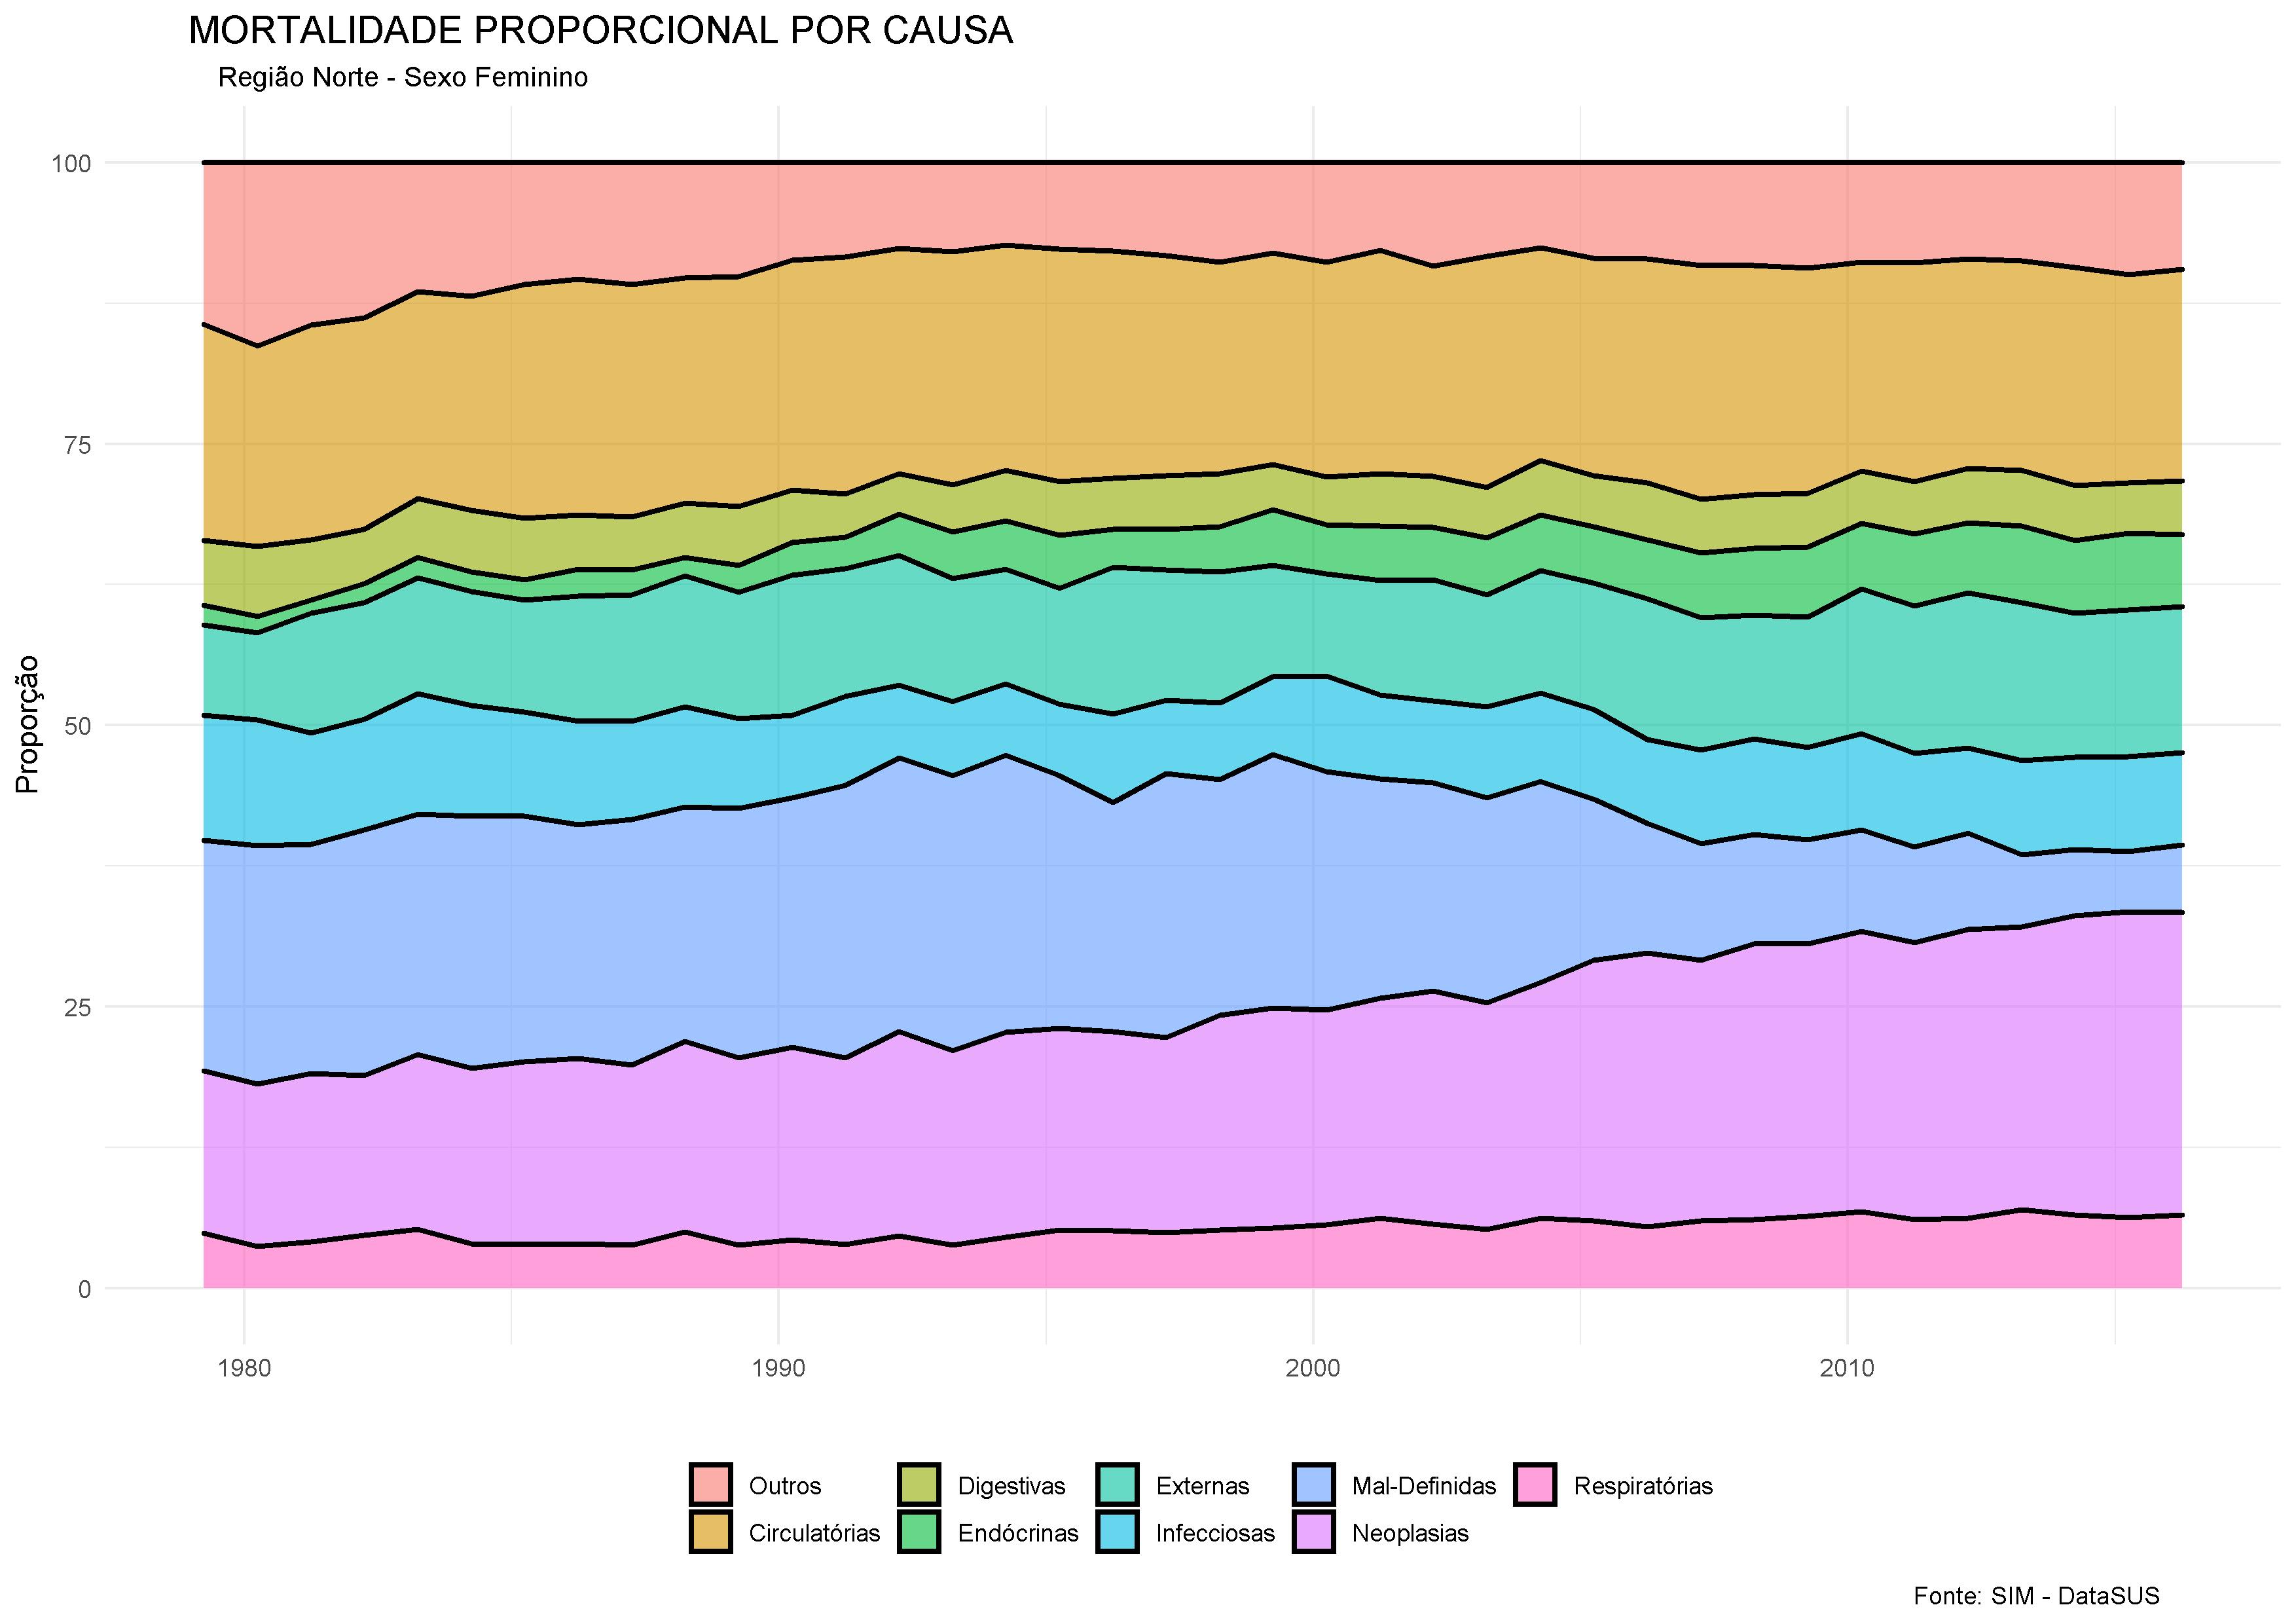 MORTALIDADE PROPORCIONAL POR CAUSA
Região Norte - Sexo Feminino
Proporção
100
75
50
25
0
1980 1990 2000 2010
Outros Digestivas Externas Mal-Definidas Respiratórias
Circulatórias Endócrinas Infecciosas Neoplasias
Fonte: SIM - DataSUS